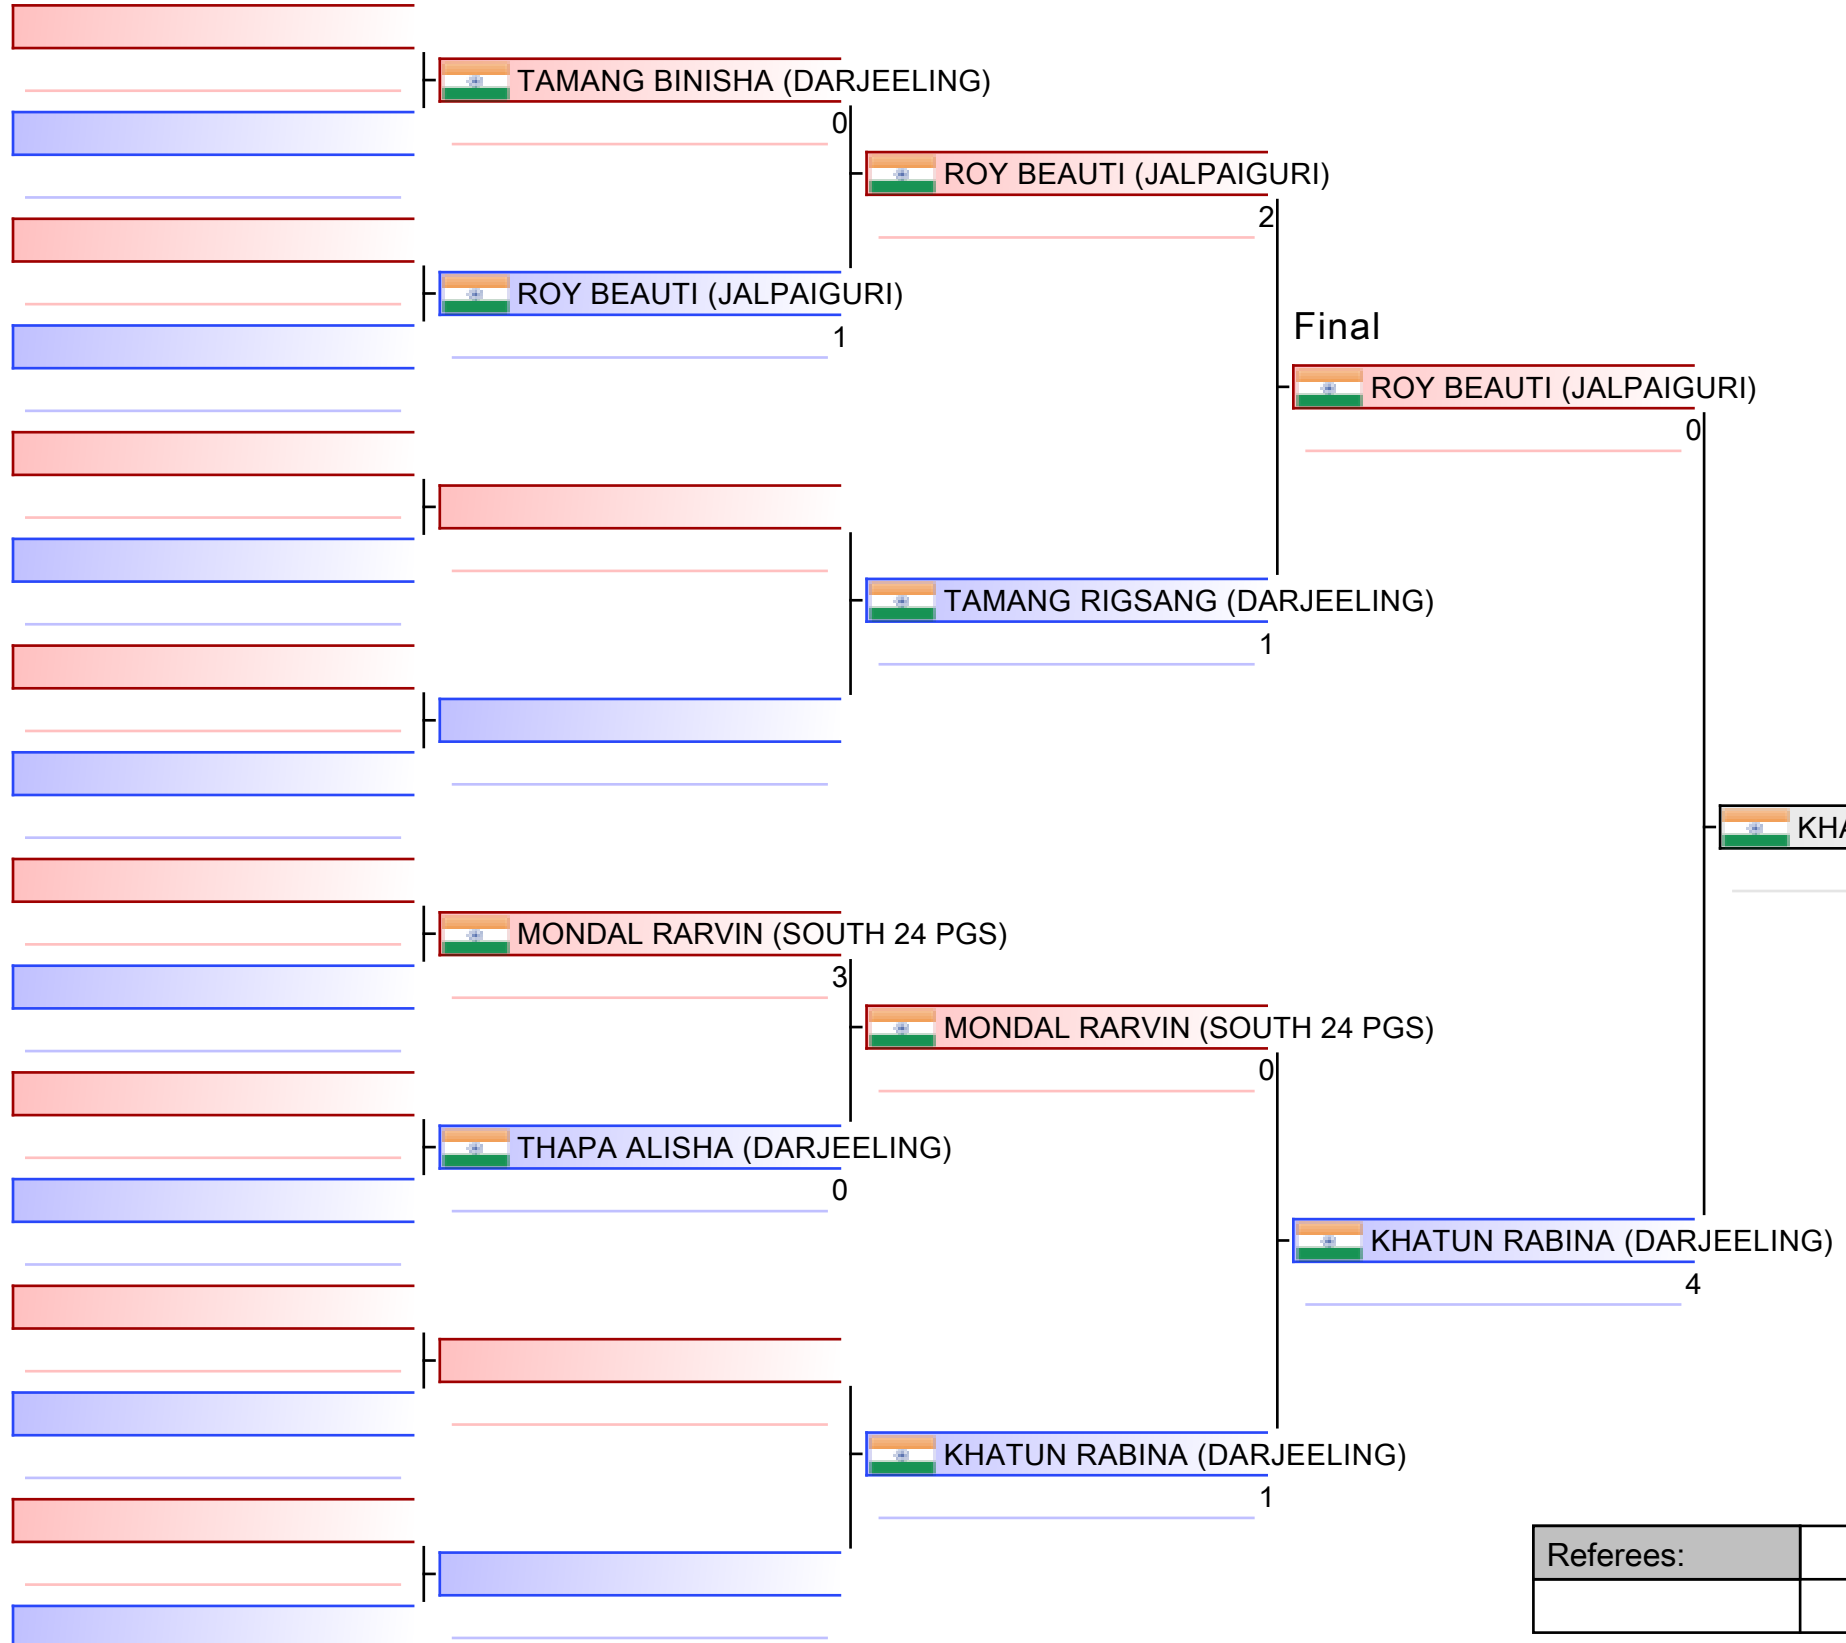 TAMANG BINISHA (DARJEELING)
0
ROY BEAUTI (JALPAIGURI)
2
ROY BEAUTI (JALPAIGURI)
1
Final
ROY BEAUTI (JALPAIGURI)
0
TAMANG RIGSANG (DARJEELING)
1
KHA
MONDAL RARVIN (SOUTH 24 PGS)
3
MONDAL RARVIN (SOUTH 24 PGS)
0
THAPA ALISHA (DARJEELING)
0
KHATUN RABINA (DARJEELING)
4
KHATUN RABINA (DARJEELING)
1
Referees: